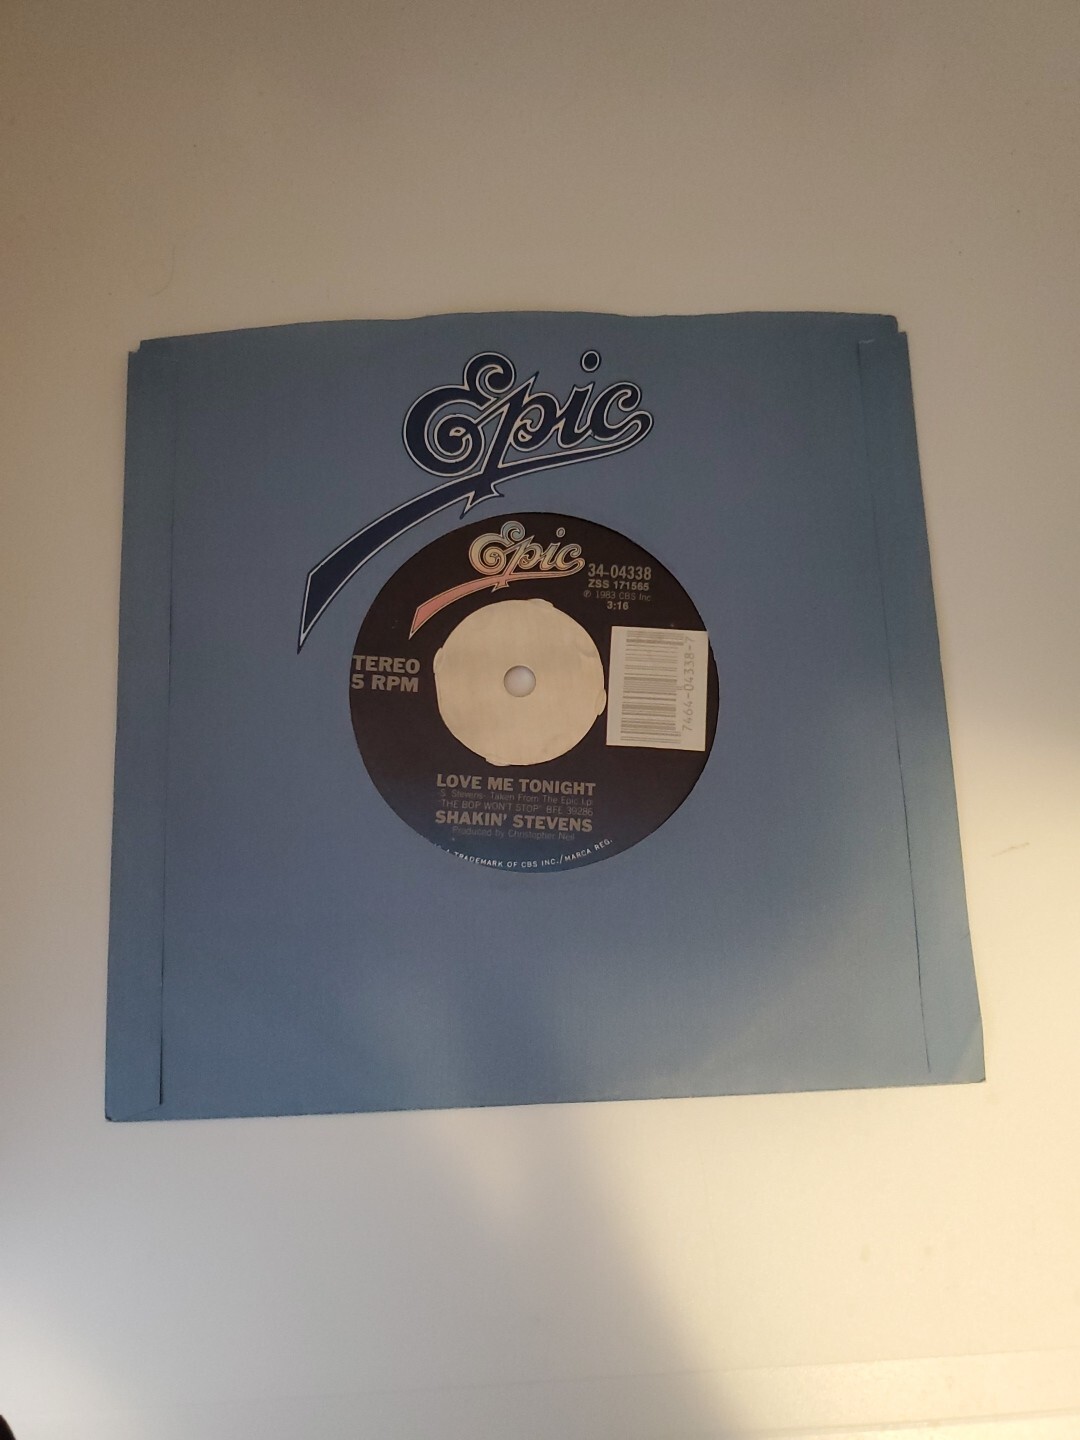 Epic
Epic
34-04338
ZSS 171565
℗ 1983 CBS Inc
3:16
TEREO
5 RPM
7464-04338-7
LOVE ME TONIGHT
S. Stevens- Taken From The Epic Lp
"THE BOP WON'T STOP" BFE 39286
SHAKIN' STEVENS
Produced by Christopher Neil
TRADEMARK OF CBS INC./MARCA REG.